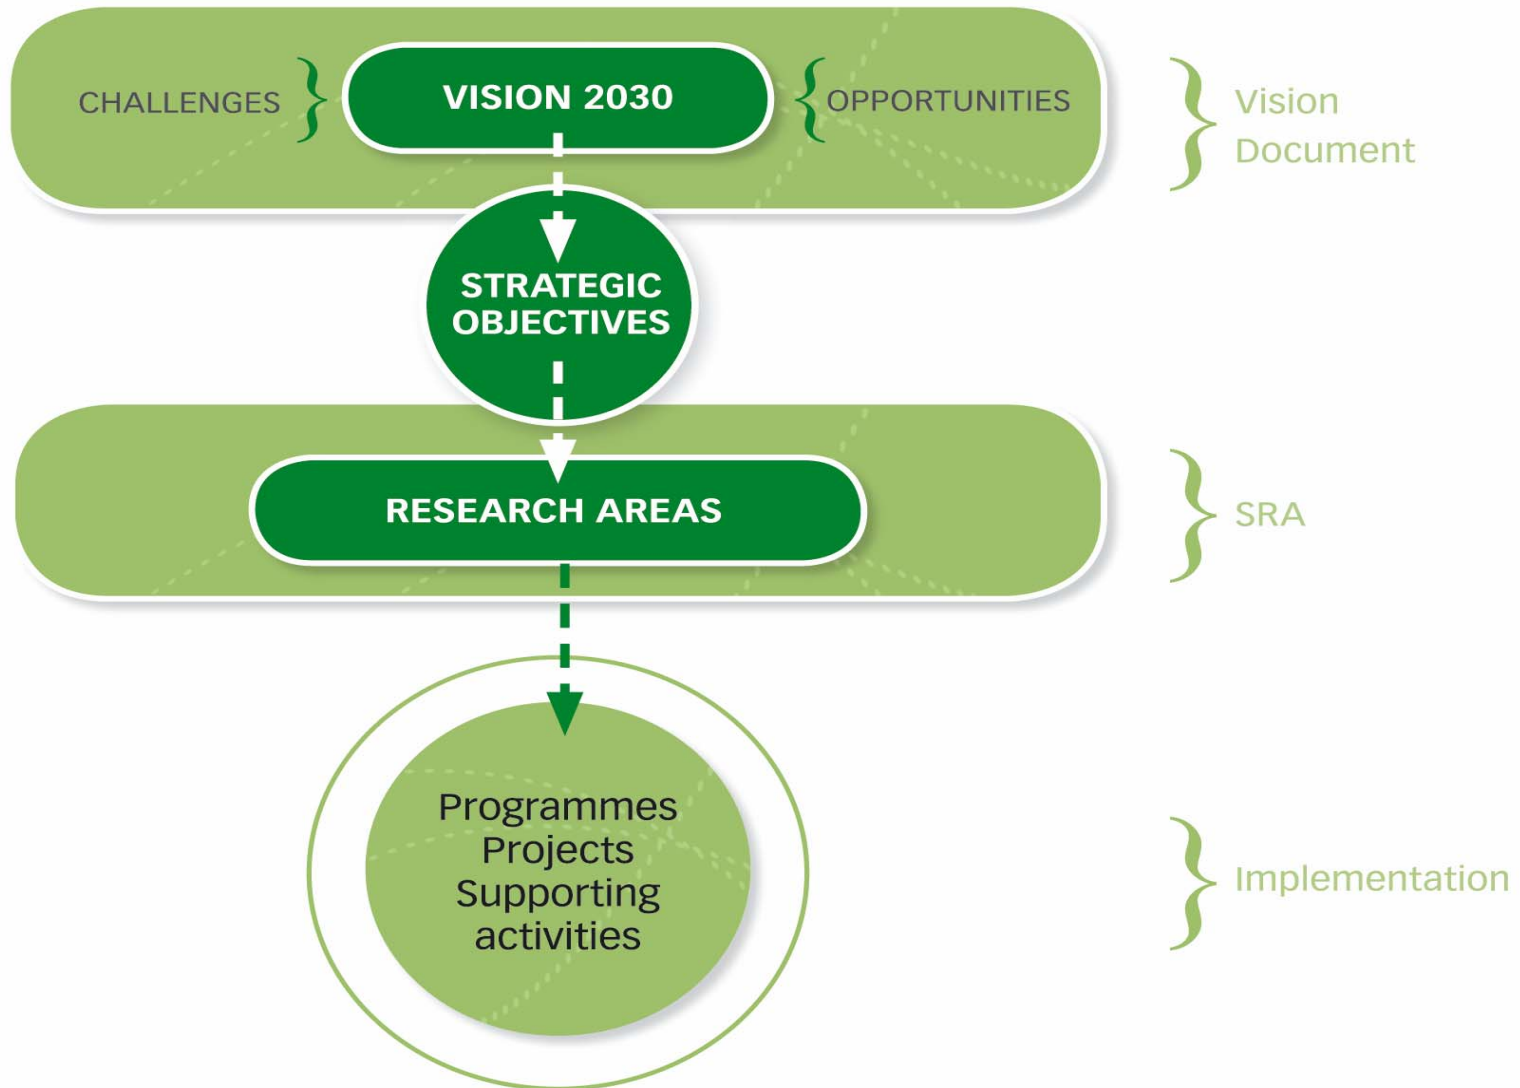 CHALLENGES
VISION 2030
OPPORTUNITIES
Vision
Document
STRATEGIC
OBJECTIVES
RESEARCH AREAS
SRA
Programmes
Projects
Supporting
activities
Implementation